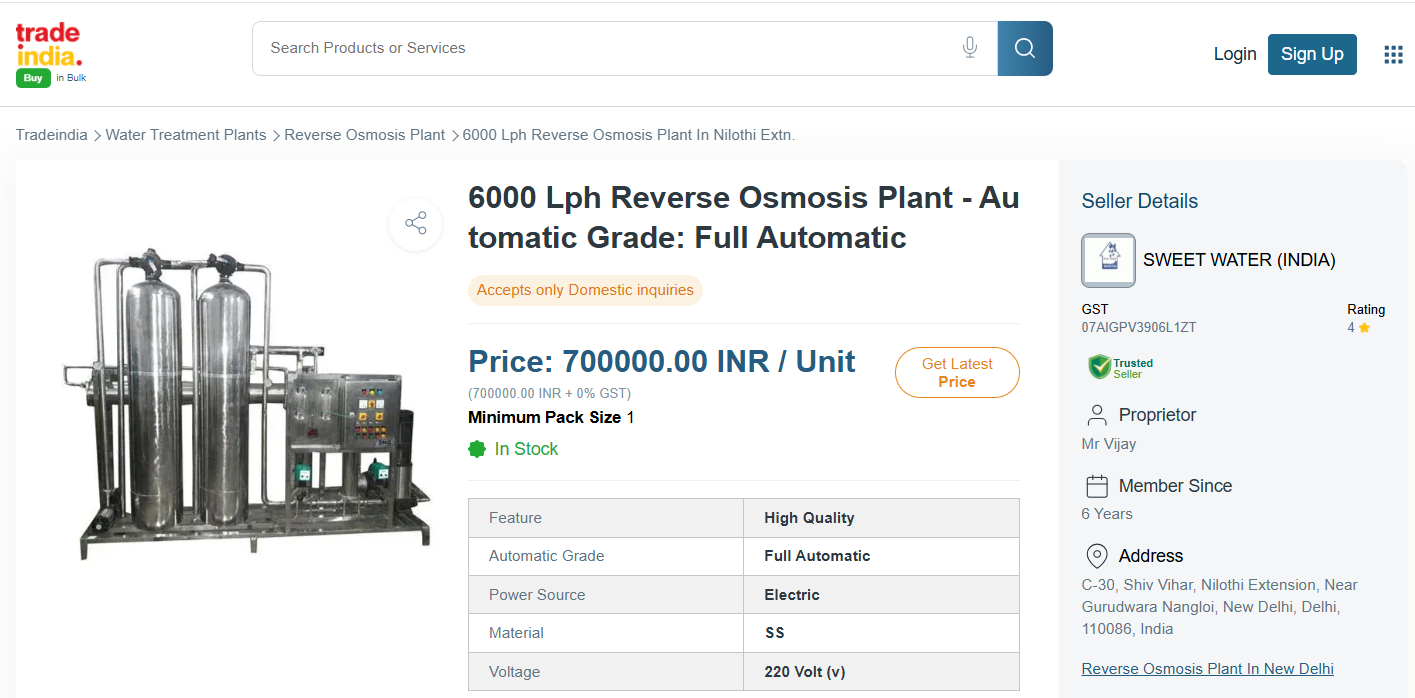 trade
india.
Buy in Bulk
Search Products or Services
Login
Sign Up
Tradeindia > Water Treatment Plants > Reverse Osmosis Plant > 6000 Lph Reverse Osmosis Plant In Nilothi Extn.
6000 Lph Reverse Osmosis Plant - Au
tomatic Grade: Full Automatic
Accepts only Domestic inquiries
Price: 700000.00 INR / Unit
(700000.00 INR + 0% GST)
Get Latest
Price
Minimum Pack Size 1
In Stock
Feature High Quality
Automatic Grade Full Automatic
Power Source Electric
Material SS
Voltage 220 Volt (v)
Seller Details
SWEET WATER (INDIA)
GST Rating
07AIGPV3906L1ZT 4
Trusted
Seller
Proprietor
Mr Vijay
Member Since
6 Years
Address
C-30, Shiv Vihar, Nilothi Extension, Near
Gurudwara Nangloi, New Delhi, Delhi,
110086, India
Reverse Osmosis Plant In New Delhi